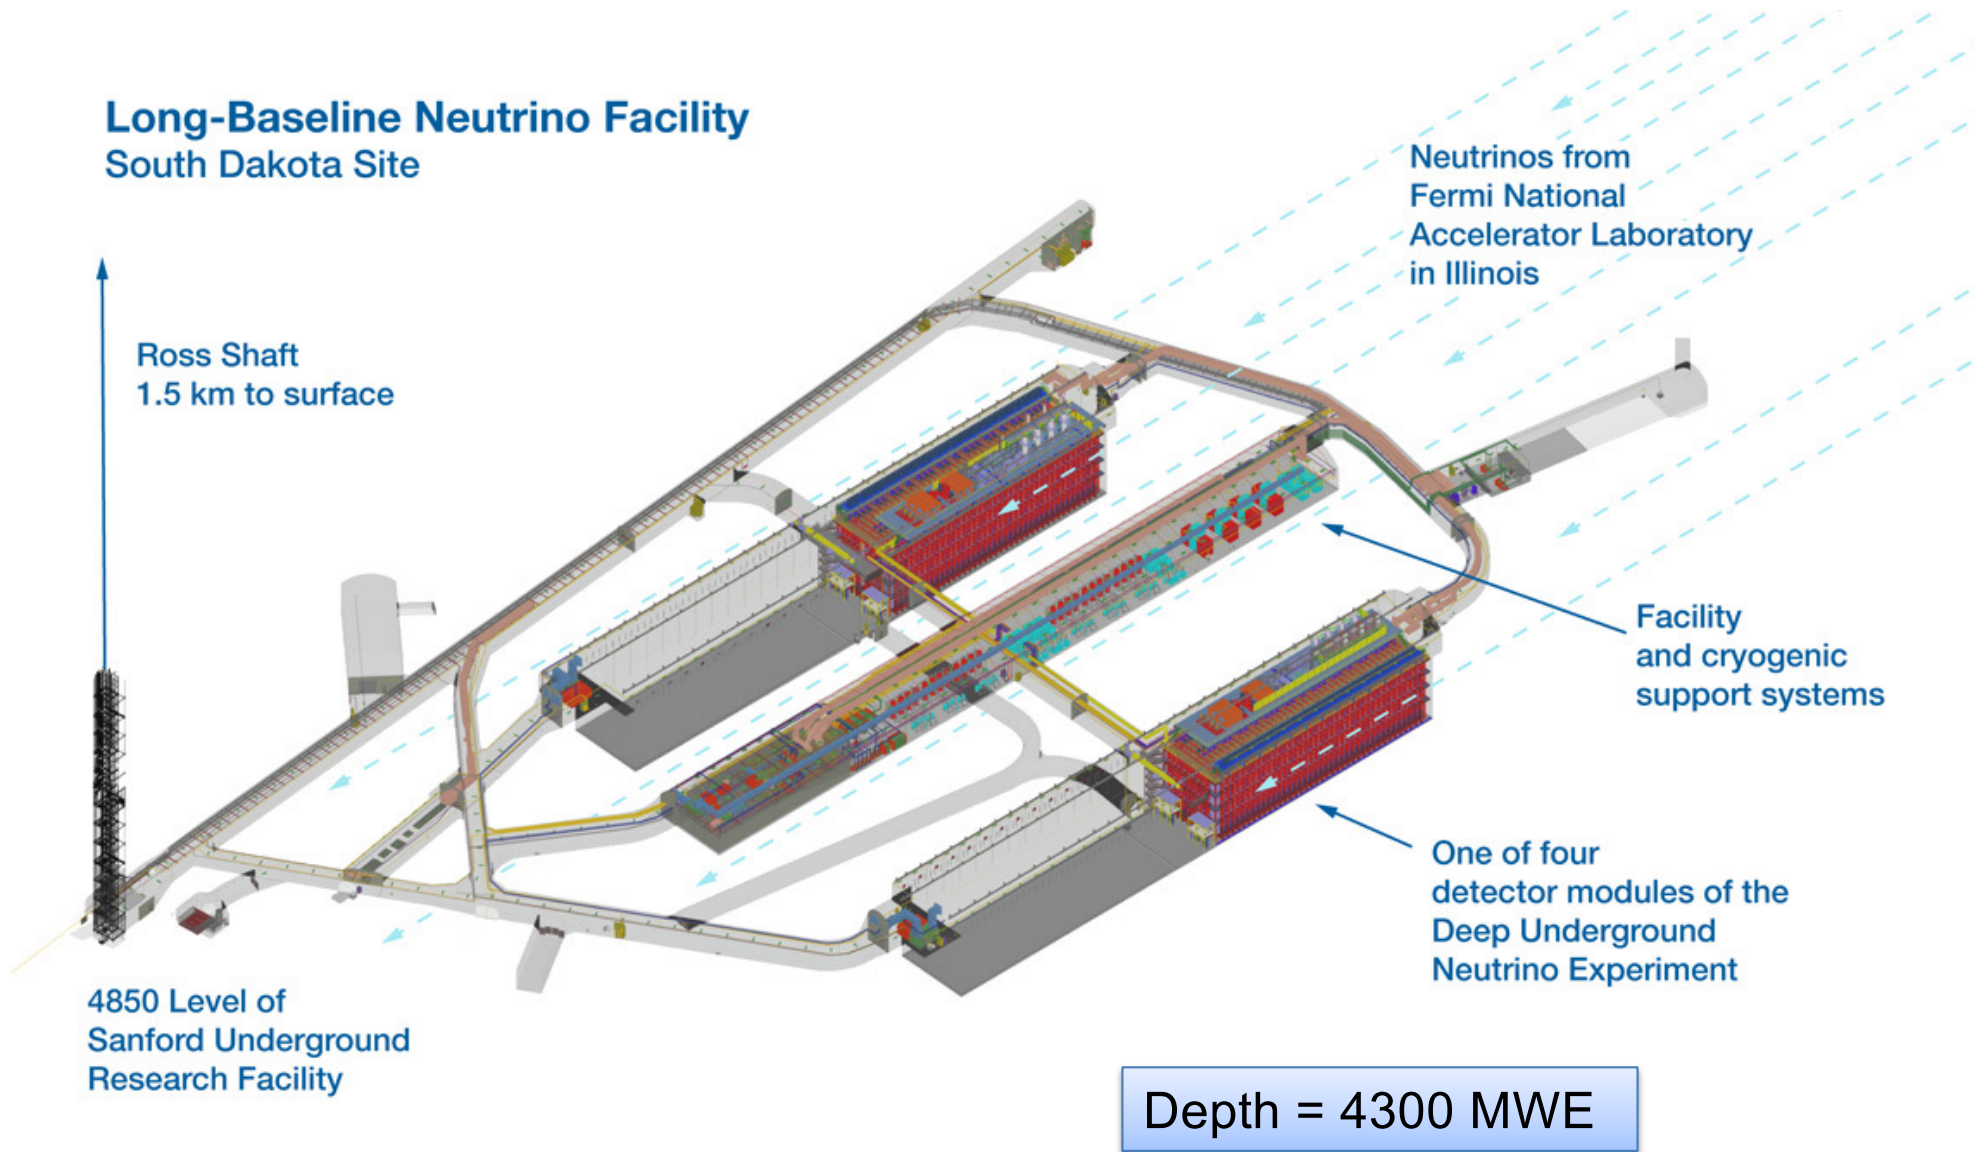 Long-Baseline Neutrino Facility
South Dakota Site
Neutrinos from
Fermi National
Accelerator Laboratory
in Illinois
Ross Shaft
1.5 km to surface
Facility
and cryogenic
support systems
One of four
detector modules of the
Deep Underground
Neutrino Experiment
4850 Level of
Sanford Underground
Research Facility
Depth = 4300 MWE